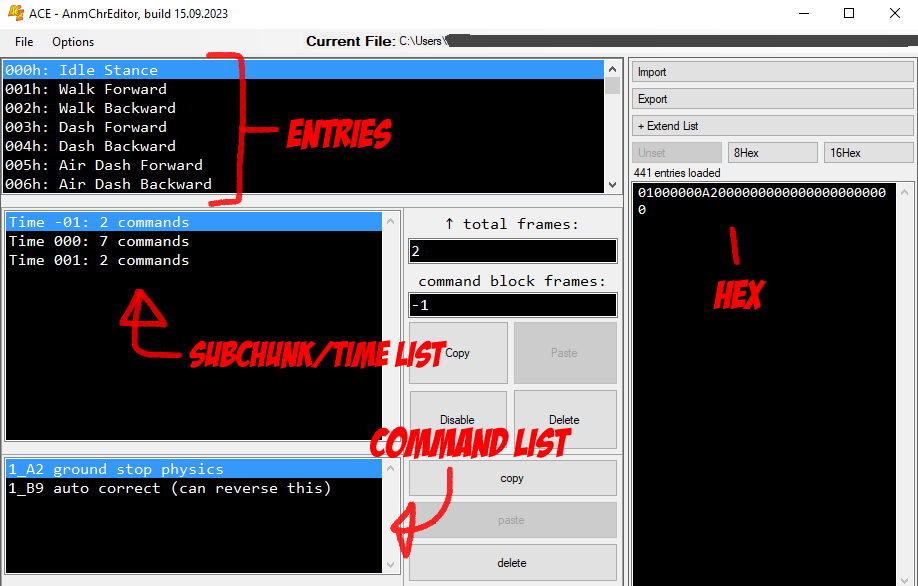 ACE - AnmChrEditor, build 15.09.2023
File Options Current File: C:\Users\
000h: Idle Stance
001h: Walk Forward
002h: Walk Backward
003h: Dash Forward
004h: Dash Backward
005h: Air Dash Forward
006h: Air Dash Backward
ENTRIES
Import
Export
+ Extend List
Unset 8Hex 16Hex
441 entries loaded
01000000A2000000000000000000000
0
HEX
Time -01: 2 commands
Time 000: 7 commands
Time 001: 2 commands
SUBCHUNK/TIME LIST
↑ total frames:
2
command block frames:
-1
Copy Paste
Disable Delete
COMMAND LIST
1_A2 ground stop physics
1_B9 auto correct (can reverse this)
copy
paste
delete